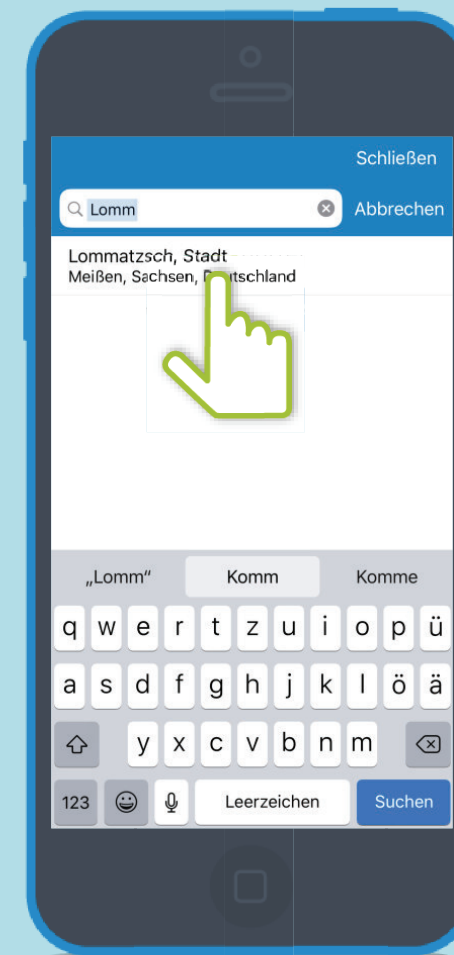 Schließen
Lomm Abbrechen
Lommatzsch, Stadt
Meißen, Sachsen, Deutschland
„Lomm“ Komm Komme
q w e r t z u i o p ü
a s d f g h j k l ö ä
y x c v b n m
123 Leerzeichen Suchen